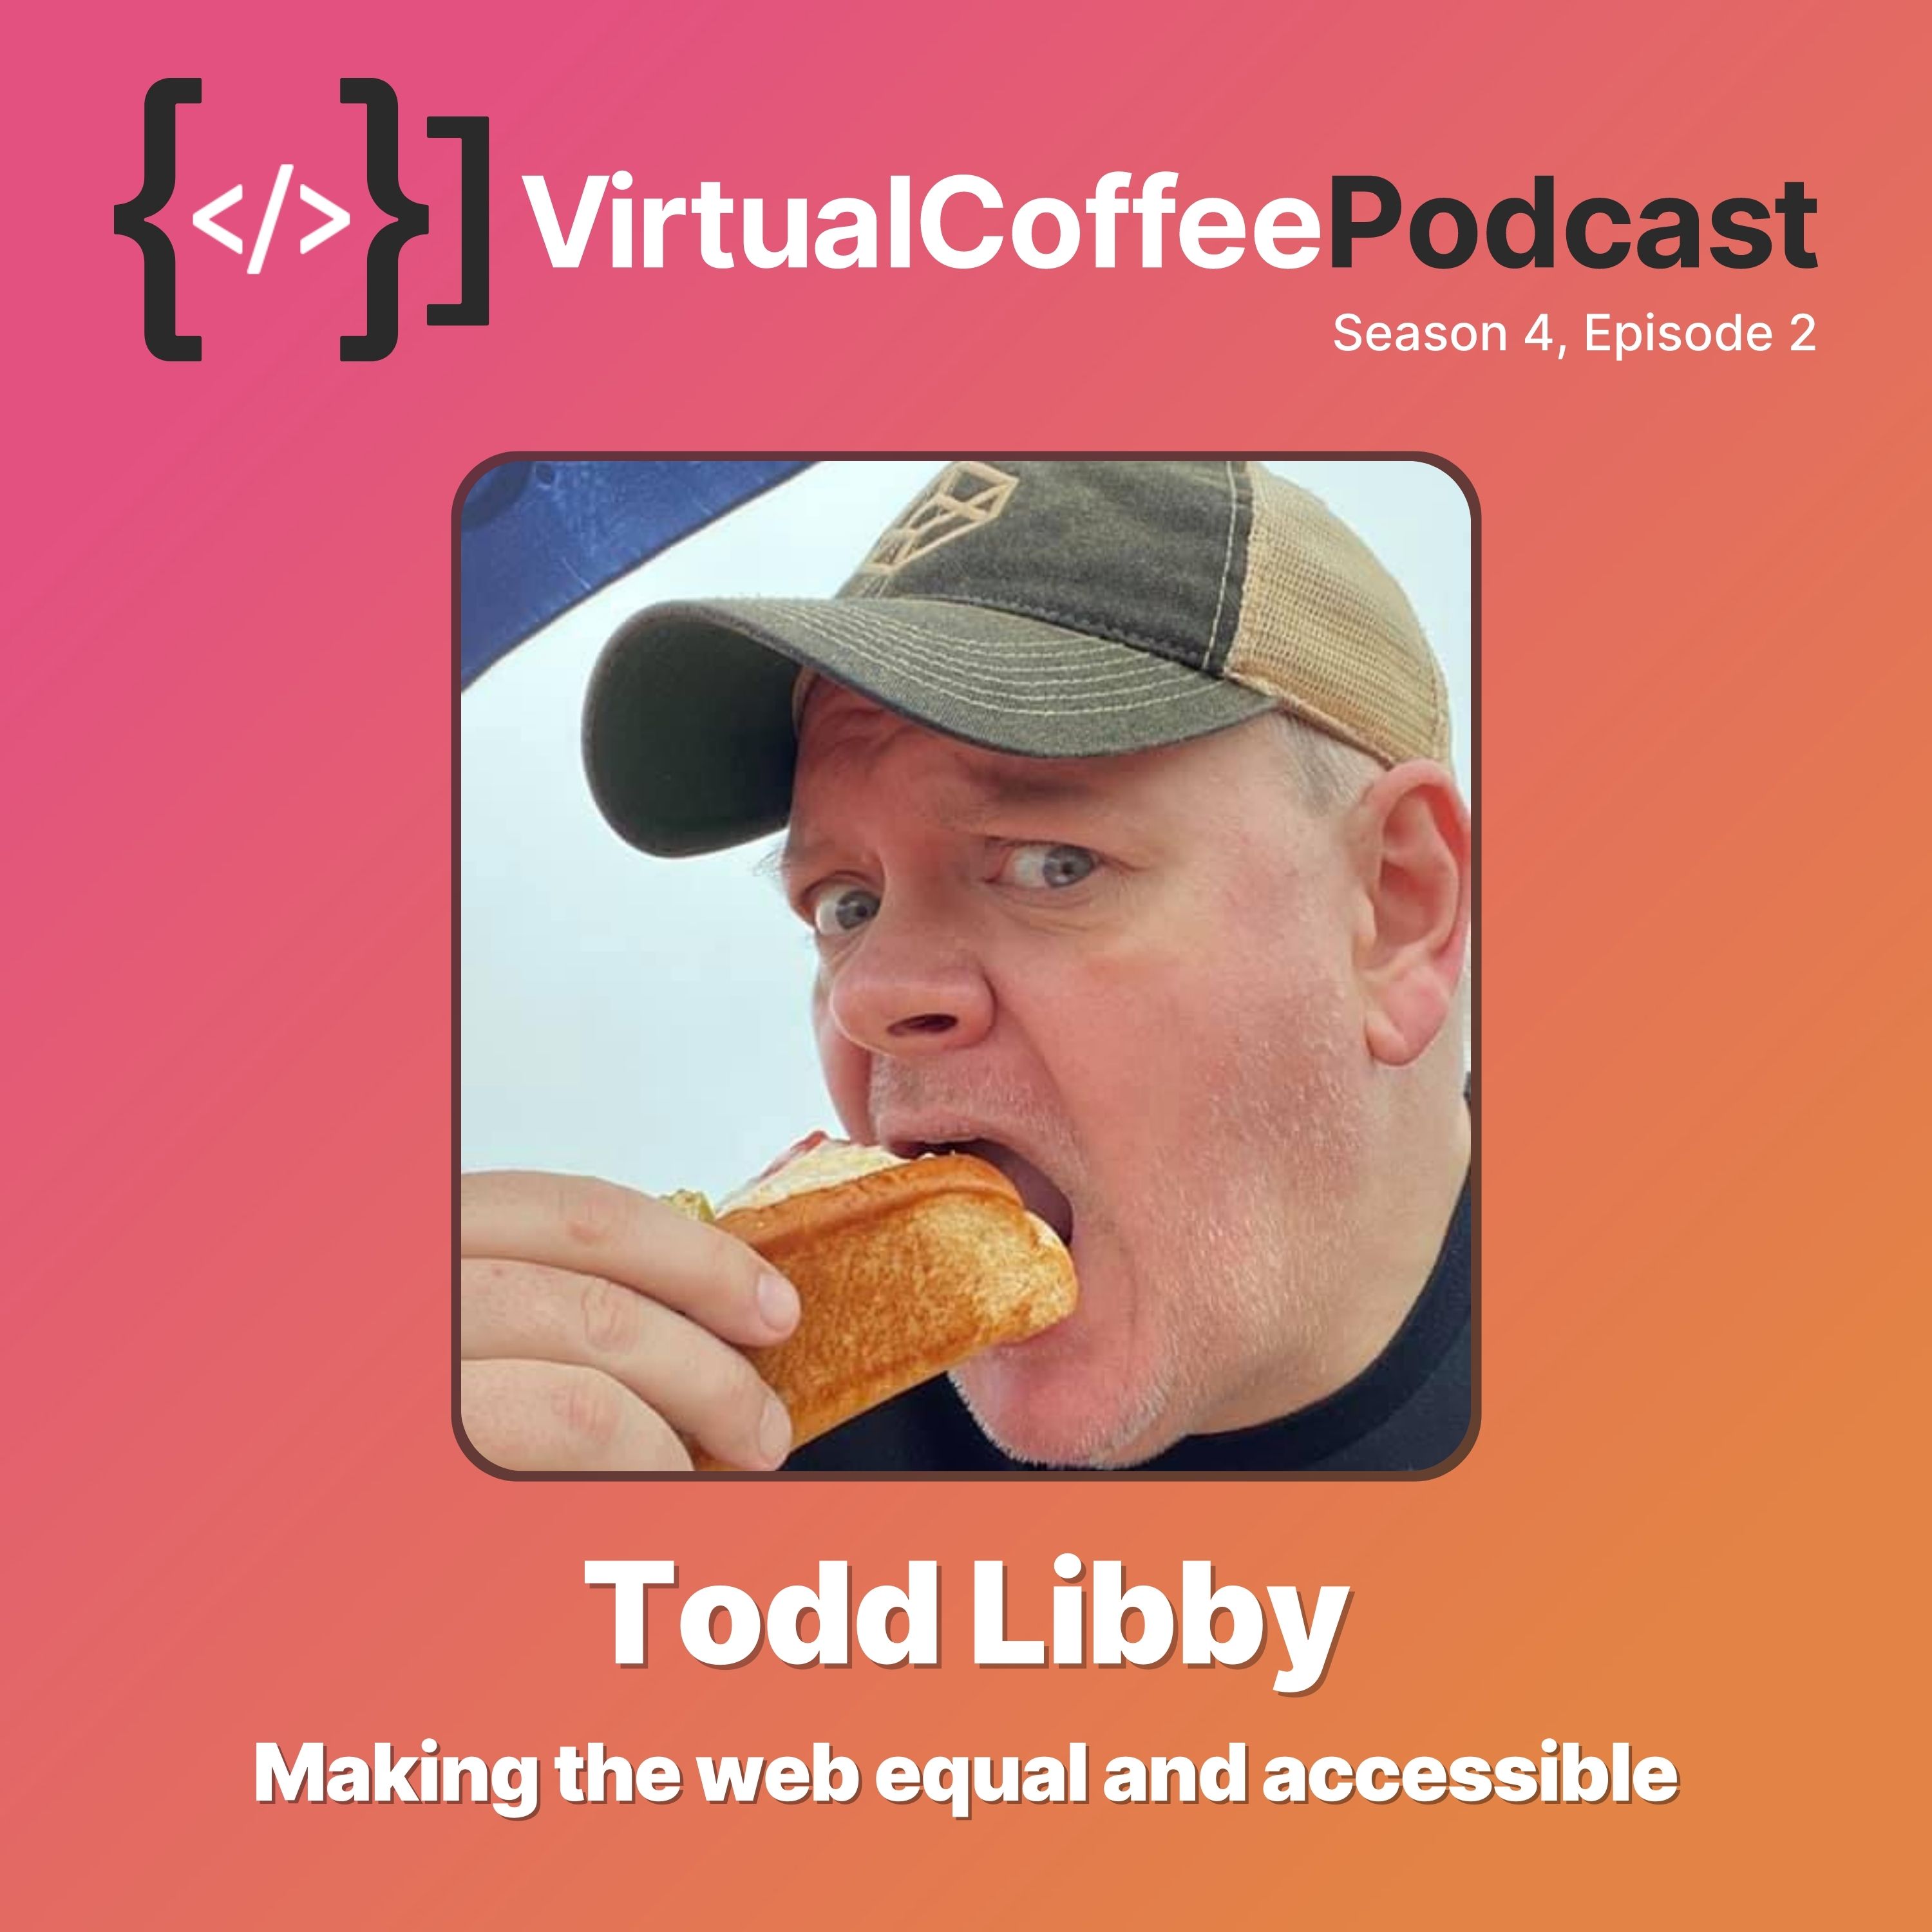 {</>}] VirtualCoffeePodcast
Season 4, Episode 2
Todd Libby
Making the web equal and accessible